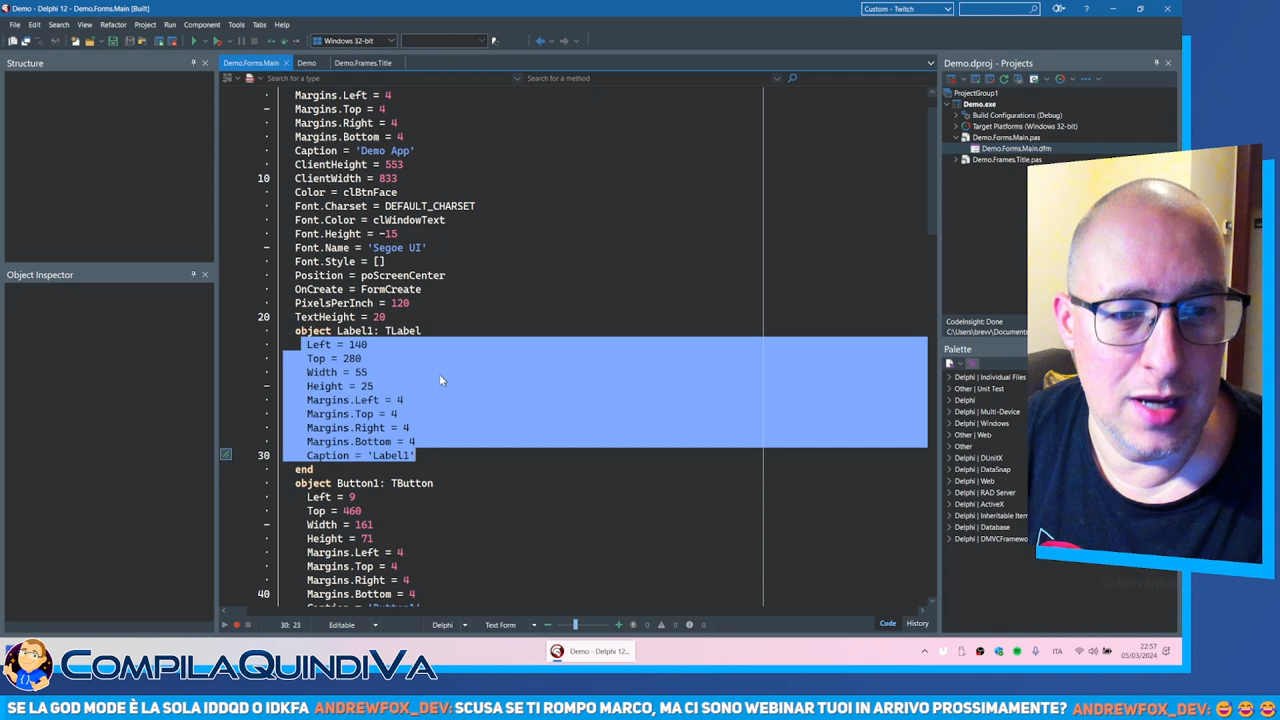 Demo - Delphi 12 - Demo.Forms.Main [Built]
Custom - Twitch
File Edit Search View Refactor Project Run Component Tools Tabs Help
Windows 32-bit
Structure
Object Inspector
Demo.Forms.Main
Demo
Demo.Frames.Title
Search for a type
Search for a method
Margins.Left = 4
Margins.Top = 4
Margins.Right = 4
Margins.Bottom = 4
Caption = 'Demo App'
ClientHeight = 553
10 ClientWidth = 833
Color = clBtnFace
Font.Charset = DEFAULT_CHARSET
Font.Color = clWindowText
Font.Height = -15
Font.Name = 'Segoe UI'
Font.Style = []
Position = poScreenCenter
OnCreate = FormCreate
PixelsPerInch = 120
20 TextHeight = 20
object Label1: TLabel
Left = 140
Top = 280
Width = 55
Height = 25
Margins.Left = 4
Margins.Top = 4
Margins.Right = 4
Margins.Bottom = 4
30 Caption = 'Label1'
end
object Button1: TButton
Left = 9
Top = 460
Width = 161
Height = 71
Margins.Left = 4
Margins.Top = 4
Margins.Right = 4
40 Margins.Bottom = 4
Caption = 'Button1'
30: 23
Editable
Delphi
Text Form
0
0
0
Code
History
Demo.dproj - Projects
ProjectGroup1
Demo.exe
Build Configurations (Debug)
Target Platforms (Windows 32-bit)
Demo.Forms.Main.pas
Demo.Forms.Main.dfm
Demo.Frames.Title.pas
CodeInsight: Done
Palette
Delphi | Individual Files
Other | Unit Test
Delphi
Delphi | Multi-Device
Delphi | Windows
Other | Web
Other
Delphi | DUnitX
Delphi | DataSnap
Delphi | Web
Delphi | RAD Server
Delphi | ActiveX
Delphi | Inheritable
Delphi | Database
Demo - Delphi 12...
ITA
22:57
05/03/2024
COMPILAQUINDIVA
SE LA GOD MODE È LA SOLA IDDQD O IDKFA ANDREWFOX_DEV: SCUSA SE TI ROMPO MARCO, MA CI SONO WEBINAR TUOI IN ARRIVO PROSSIMAMENTE? ANDREWFOX_DEV: